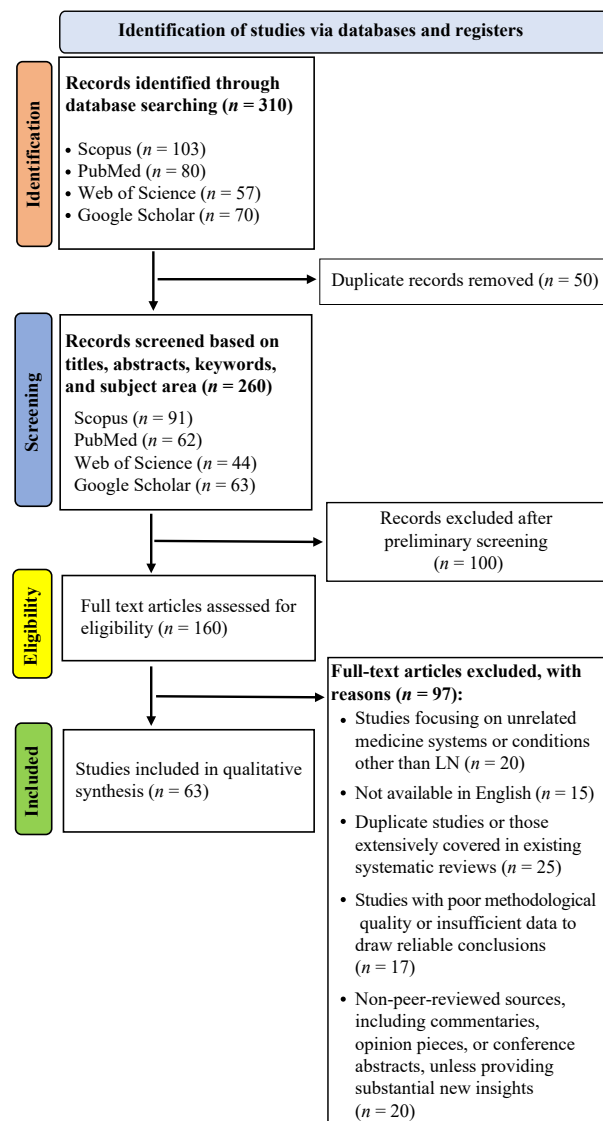 Identification of studies via databases and registers
Identification
Records identified through
database searching (n = 310)
• Scopus (n = 103)
• PubMed (n = 80)
• Web of Science (n = 57)
• Google Scholar (n = 70)
Duplicate records removed (n = 50)
Screening
Records screened based on
titles, abstracts, keywords,
and subject area (n = 260)
Scopus (n = 91)
PubMed (n = 62)
Web of Science (n = 44)
Google Scholar (n = 63)
Records excluded after
preliminary screening
(n = 100)
Eligibility
Full text articles assessed for
eligibility (n = 160)
Full-text articles excluded, with
reasons (n = 97):
• Studies focusing on unrelated
medicine systems or conditions
other than LN (n = 20)
• Not available in English (n = 15)
• Duplicate studies or those
extensively covered in existing
systematic reviews (n = 25)
• Studies with poor methodological
quality or insufficient data to
draw reliable conclusions
(n = 17)
• Non-peer-reviewed sources,
including commentaries,
opinion pieces, or conference
abstracts, unless providing
substantial new insights
(n = 20)
Included
Studies included in qualitative
synthesis (n = 63)